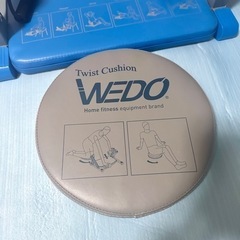 Twist Cushion
WEDO
Home fitness equipment brand